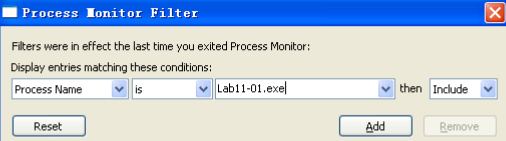 Process Monitor Filter
Filters were in effect the last time you exited Process Monitor:
Display entries matching these conditions:
Process Name is Lab11-01.exe then Include
Reset Add Remove